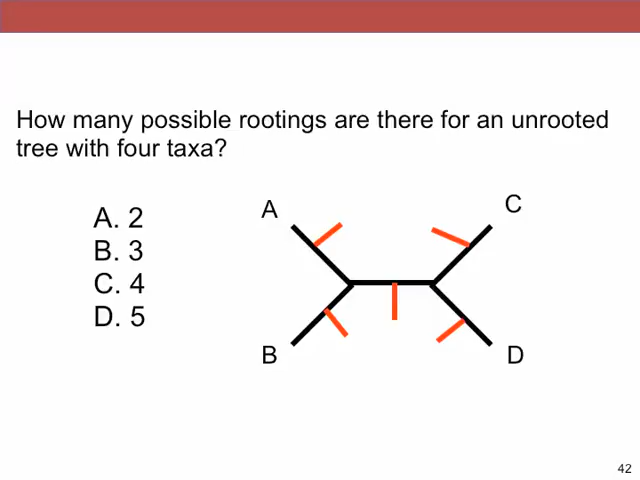 How many possible rootings are there for an unrooted
tree with four taxa?
A. 2
B. 3
C. 4
D. 5
A
C
B
D
42